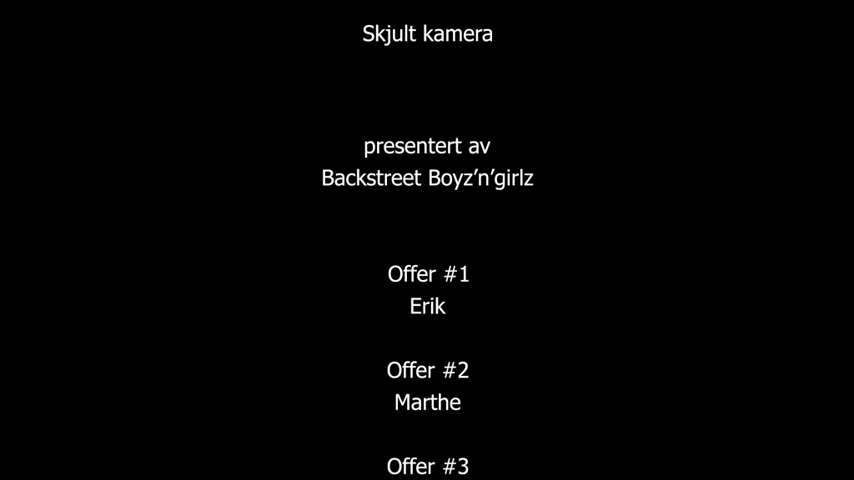 Skjult kamera
presentert av
Backstreet Boyz’n’girlz
Offer #1
Erik
Offer #2
Marthe
Offer #3